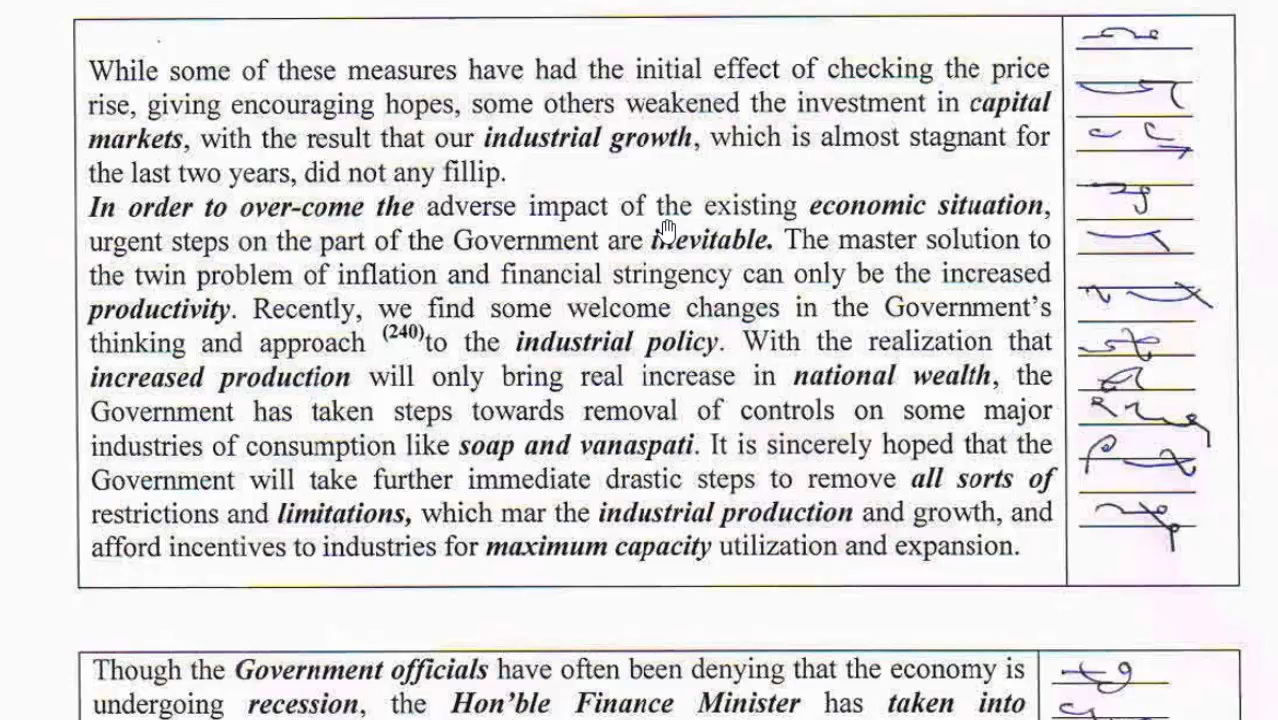 While some of these measures have had the initial effect of checking the price
rise, giving encouraging hopes, some others weakened the investment in capital
markets, with the result that our industrial growth, which is almost stagnant for
the last two years, did not any fillip.
In order to over-come the adverse impact of the existing economic situation,
urgent steps on the part of the Government are inevitable. The master solution to
the twin problem of inflation and financial stringency can only be the increased
productivity. Recently, we find some welcome changes in the Government's
thinking and approach (240)to the industrial policy. With the realization that
increased production will only bring real increase in national wealth, the
Government has taken steps towards removal of controls on some major
industries of consumption like soap and vanaspati. It is sincerely hoped that the
Government will take further immediate drastic steps to remove all sorts of
restrictions and limitations, which mar the industrial production and growth, and
afford incentives to industries for maximum capacity utilization and expansion.
Though the Government officials have often been denying that the economy is
undergoing recession, the Hon'ble Finance Minister has taken into